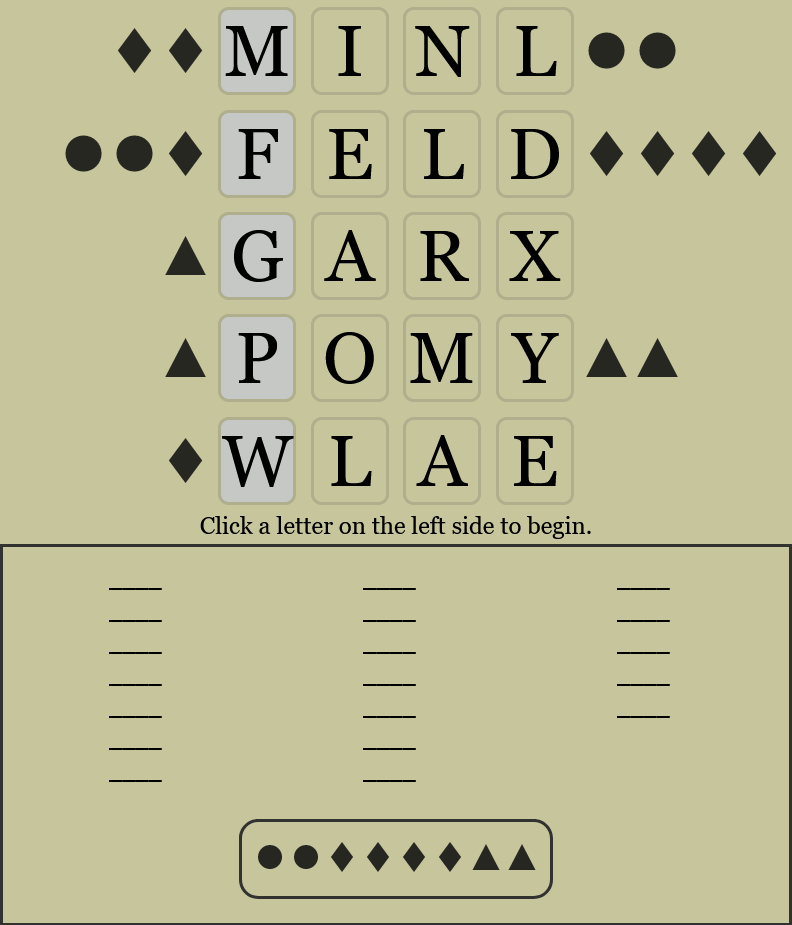 M I N L
F E L D
G A R X
P O M Y
W L A E
Click a letter on the left side to begin.